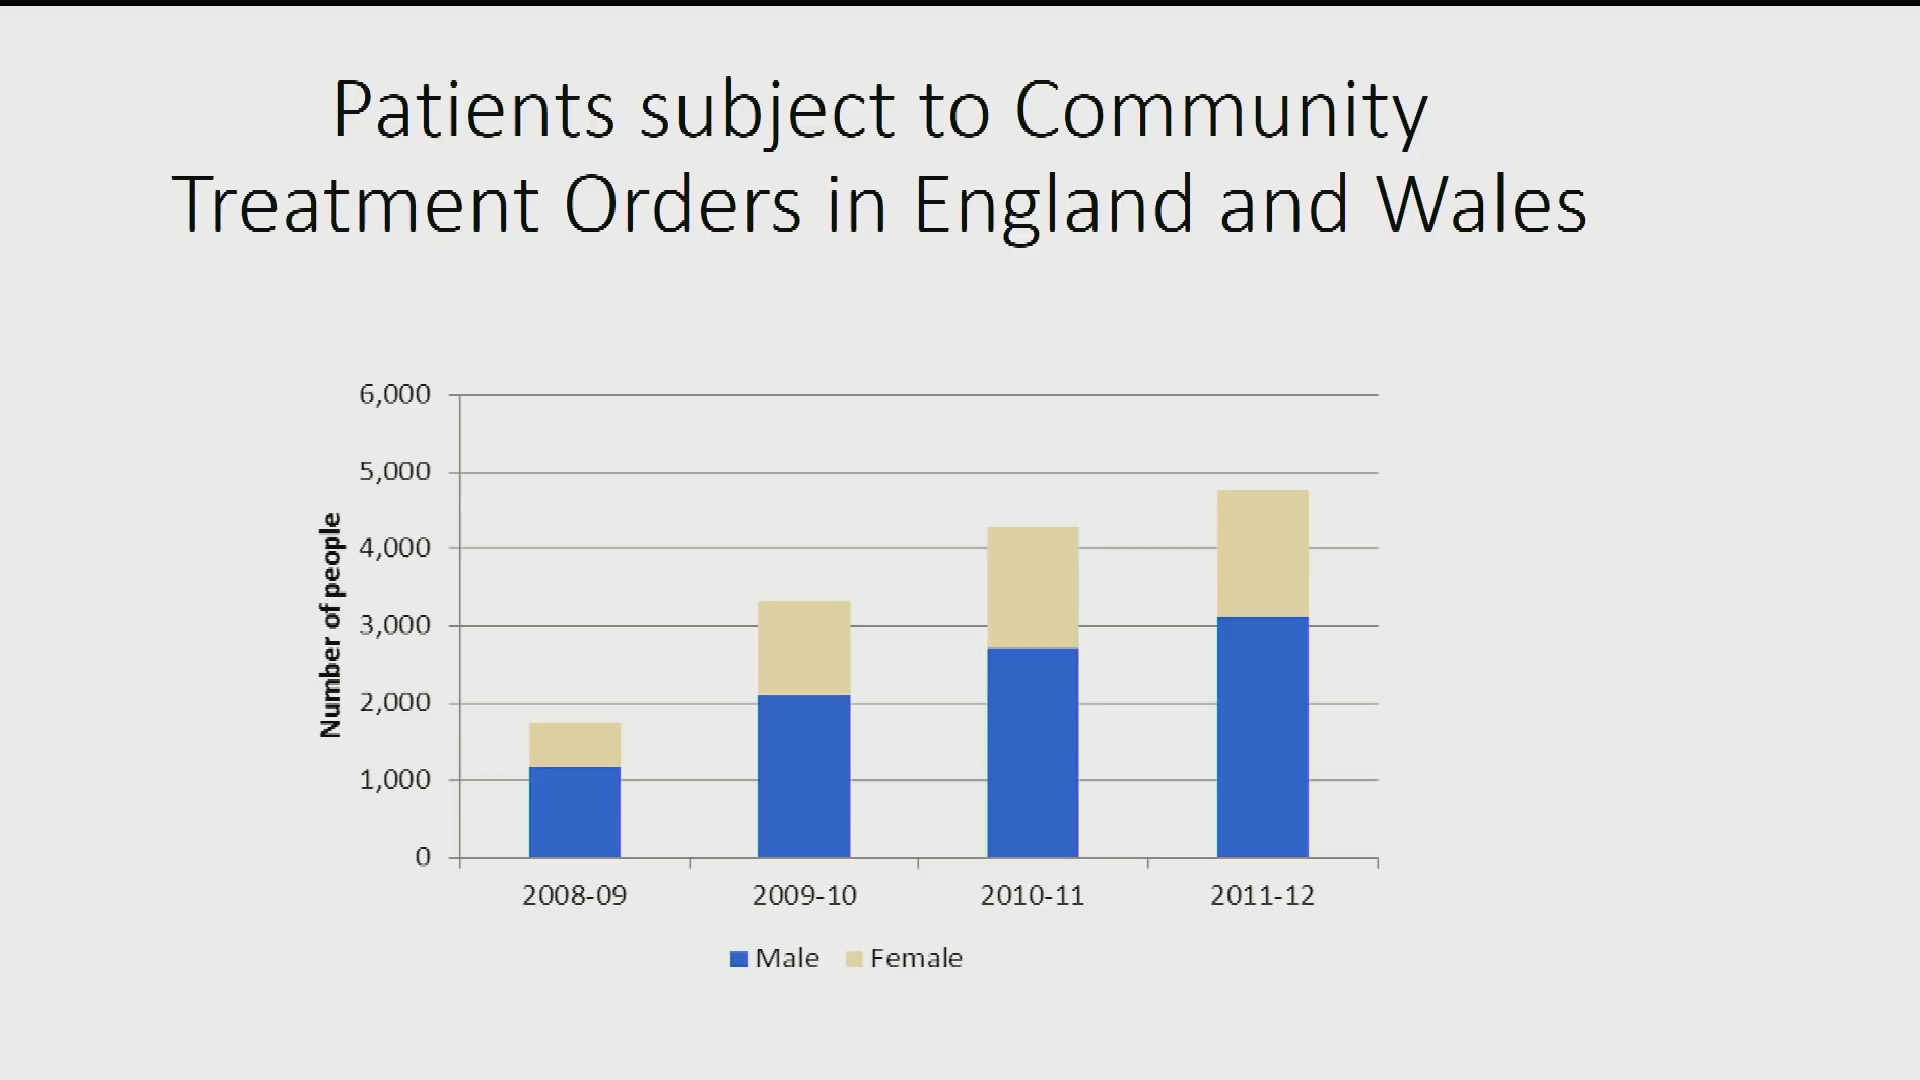 Patients subject to Community
Treatment Orders in England and Wales
Number of people
6,000
5,000
4,000
3,000
2,000
1,000
0
2008-09 2009-10 2010-11 2011-12
Male Female